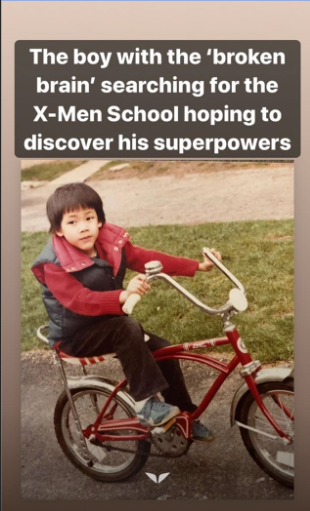 The boy with the ‘broken
brain’ searching for the
X-Men School hoping to
discover his superpowers